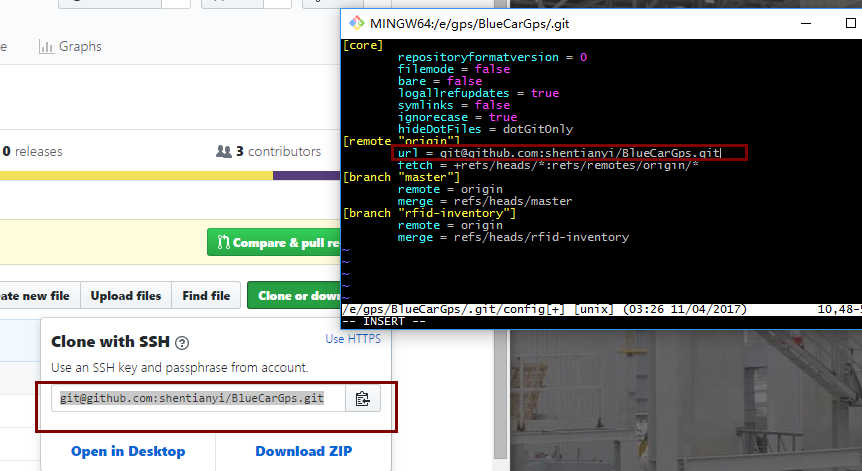 e
Graphs
0 releases
3 contributors
Compare & pull re
eate new file
Upload files
Find file
Clone or down
Clone with SSH
Use HTTPS
Use an SSH key and passphrase from account.
git@github.com:shentianyi/BlueCarGps.git
Open in Desktop
Download ZIP
MINGW64:/e/gps/BlueCarGps/.git
[core]
repositoryformatversion = 0
filemode = false
bare = false
logallrefupdates = true
symlinks = false
ignorecase = true
hideDotFiles = dotGitOnly
[remote "origin"]
url = git@github.com:shentianyi/BlueCarGps.git
fetch = +refs/heads/*:refs/remotes/origin/*
[branch "master"]
remote = origin
merge = refs/heads/master
[branch "rfid-inventory"]
remote = origin
merge = refs/heads/rfid-inventory
~
~
~
~
~
/e/gps/BlueCarGps/.git/config[+] [unix] (03:26 11/04/2017) 10,48-5
-- INSERT --